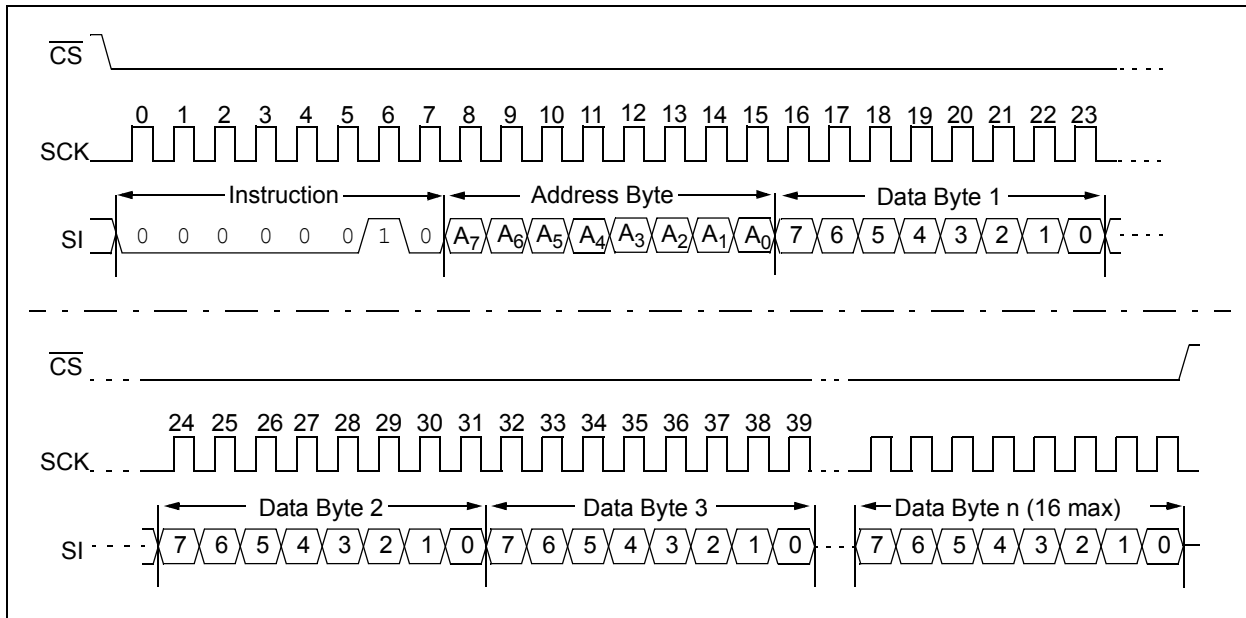 CS
0 1 2 3 4 5 6 7 8 9 10 11 12 13 14 15 16 17 18 19 20 21 22 23
SCK
Instruction Address Byte Data Byte 1
SI 0 0 0 0 0 0 1 0 A7 A6 A5 A4 A3 A2 A1 A0 7 6 5 4 3 2 1 0
CS
24 25 26 27 28 29 30 31 32 33 34 35 36 37 38 39
SCK
Data Byte 2 Data Byte 3 Data Byte n (16 max)
SI 7 6 5 4 3 2 1 0 7 6 5 4 3 2 1 0 7 6 5 4 3 2 1 0